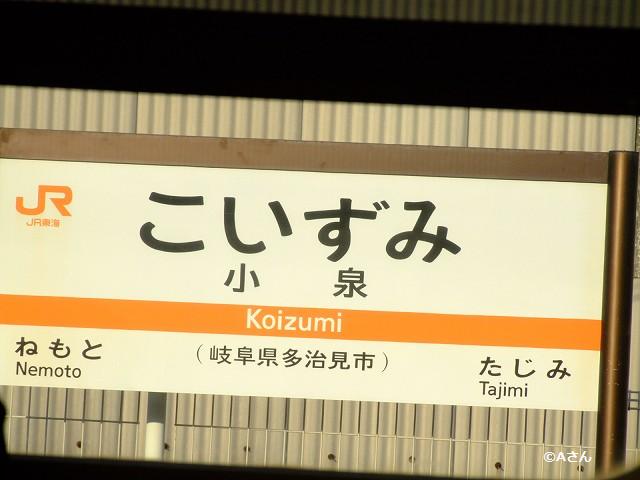 JR
JR東海
こいずみ
小泉
Koizumi
ねもと
Nemoto
（岐阜県多治見市）
たじみ
Tajimi
©Aさん